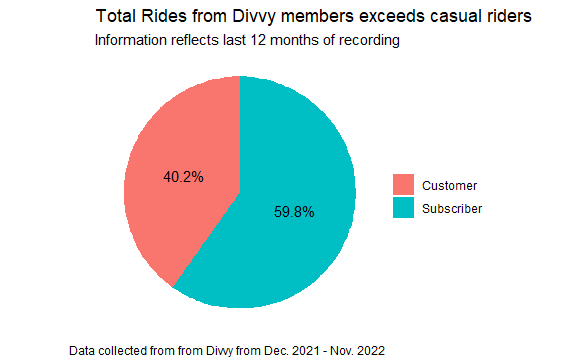 Total Rides from Divvy members exceeds casual riders
Information reflects last 12 months of recording
40.2%
59.8%
Customer
Subscriber
Data collected from from Divvy from Dec. 2021 - Nov. 2022